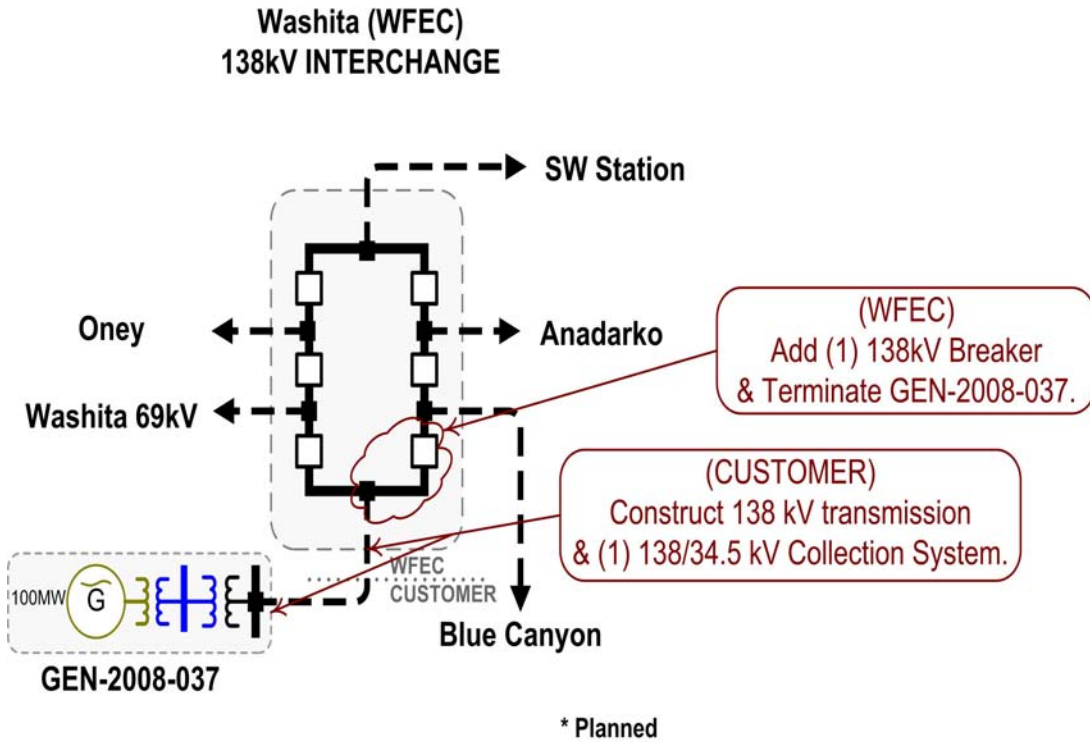 Washita (WFEC)
138kV INTERCHANGE
SW Station
Oney
Anadarko
(WFEC)
Add (1) 138kV Breaker
& Terminate GEN-2008-037.
Washita 69kV
(CUSTOMER)
Construct 138 kV transmission
& (1) 138/34.5 kV Collection System.
WFEC
CUSTOMER
100MW
G
Blue Canyon
GEN-2008-037
* Planned